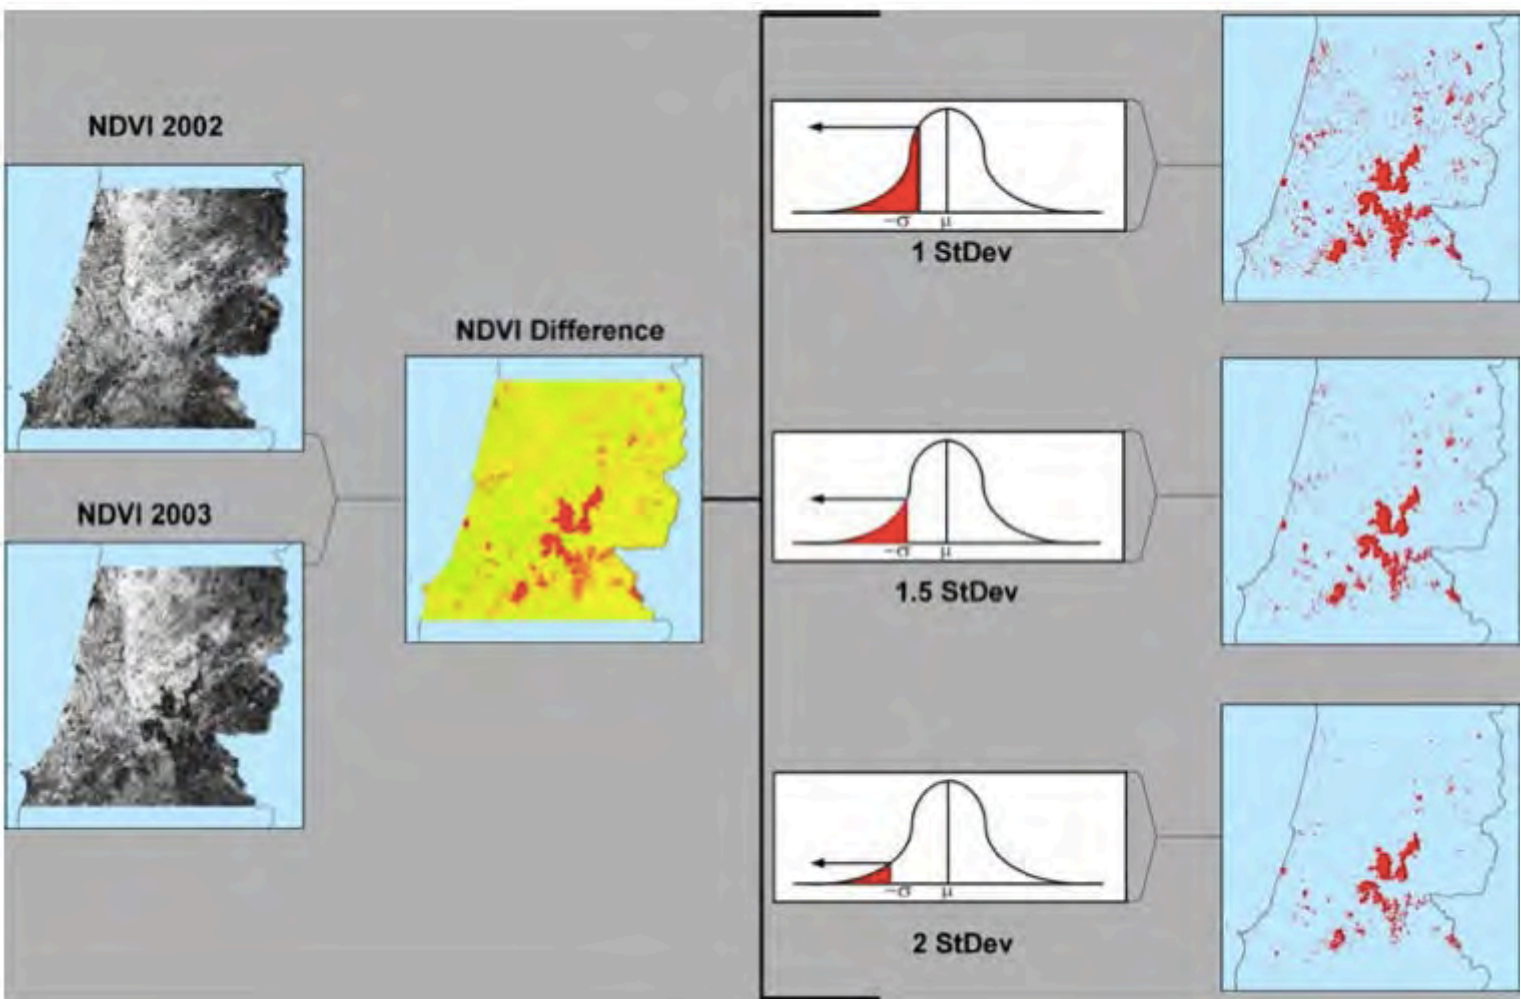 NDVI 2002
NDVI 2003
NDVI Difference
−σ μ
1 StDev
−σ μ
1.5 StDev
−σ μ
2 StDev